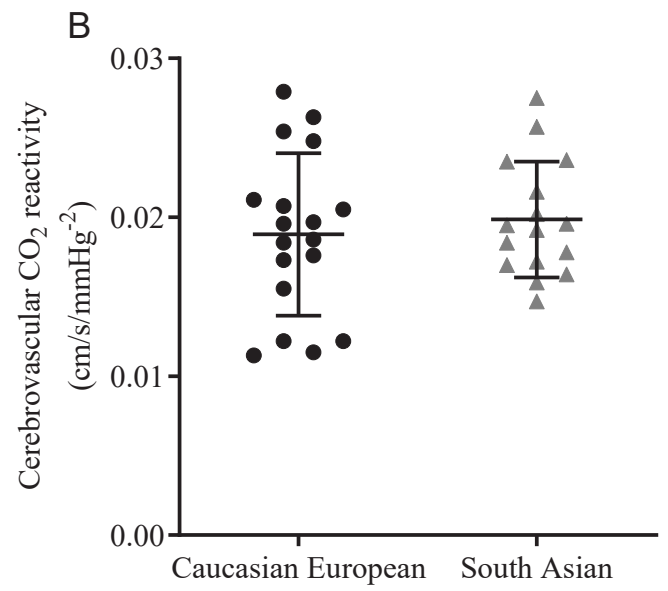 B
Cerebrovascular CO₂ reactivity
(cm/s/mmHg⁻²)
0.03
0.02
0.01
0.00
Caucasian European
South Asian